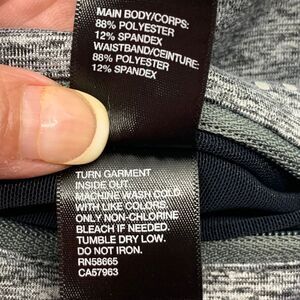 MAIN BODY/CORPS:
88% POLYESTER
12% SPANDEX
WAISTBAND/CEINTURE:
88% POLYESTER
12% SPANDEX
TURN GARMENT
INSIDE OUT.
MACHINE WASH COLD
WITH LIKE COLORS.
ONLY NON-CHLORINE
BLEACH IF NEEDED.
TUMBLE DRY LOW.
DO NOT IRON.
RN58665
CA57963